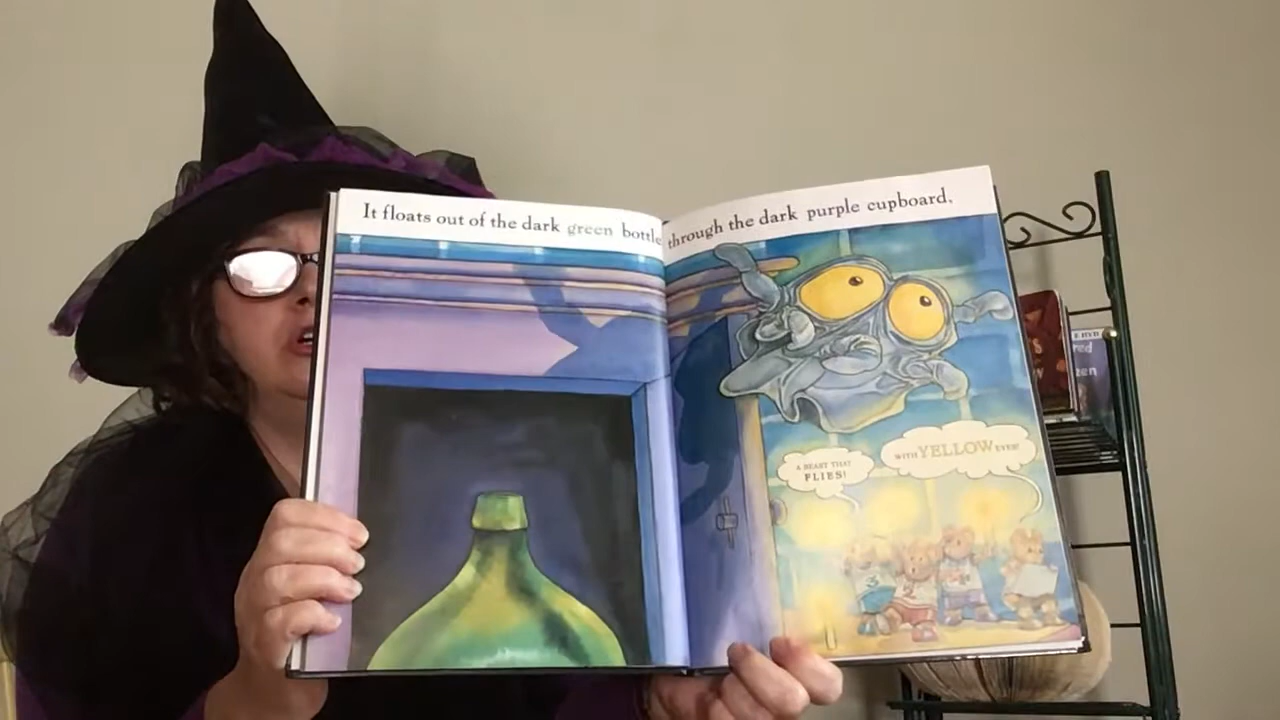 It floats out of the dark green bottle
through the dark purple cupboard,
A BEAST THAT
FLIES!
WITH YELLOW EYES!